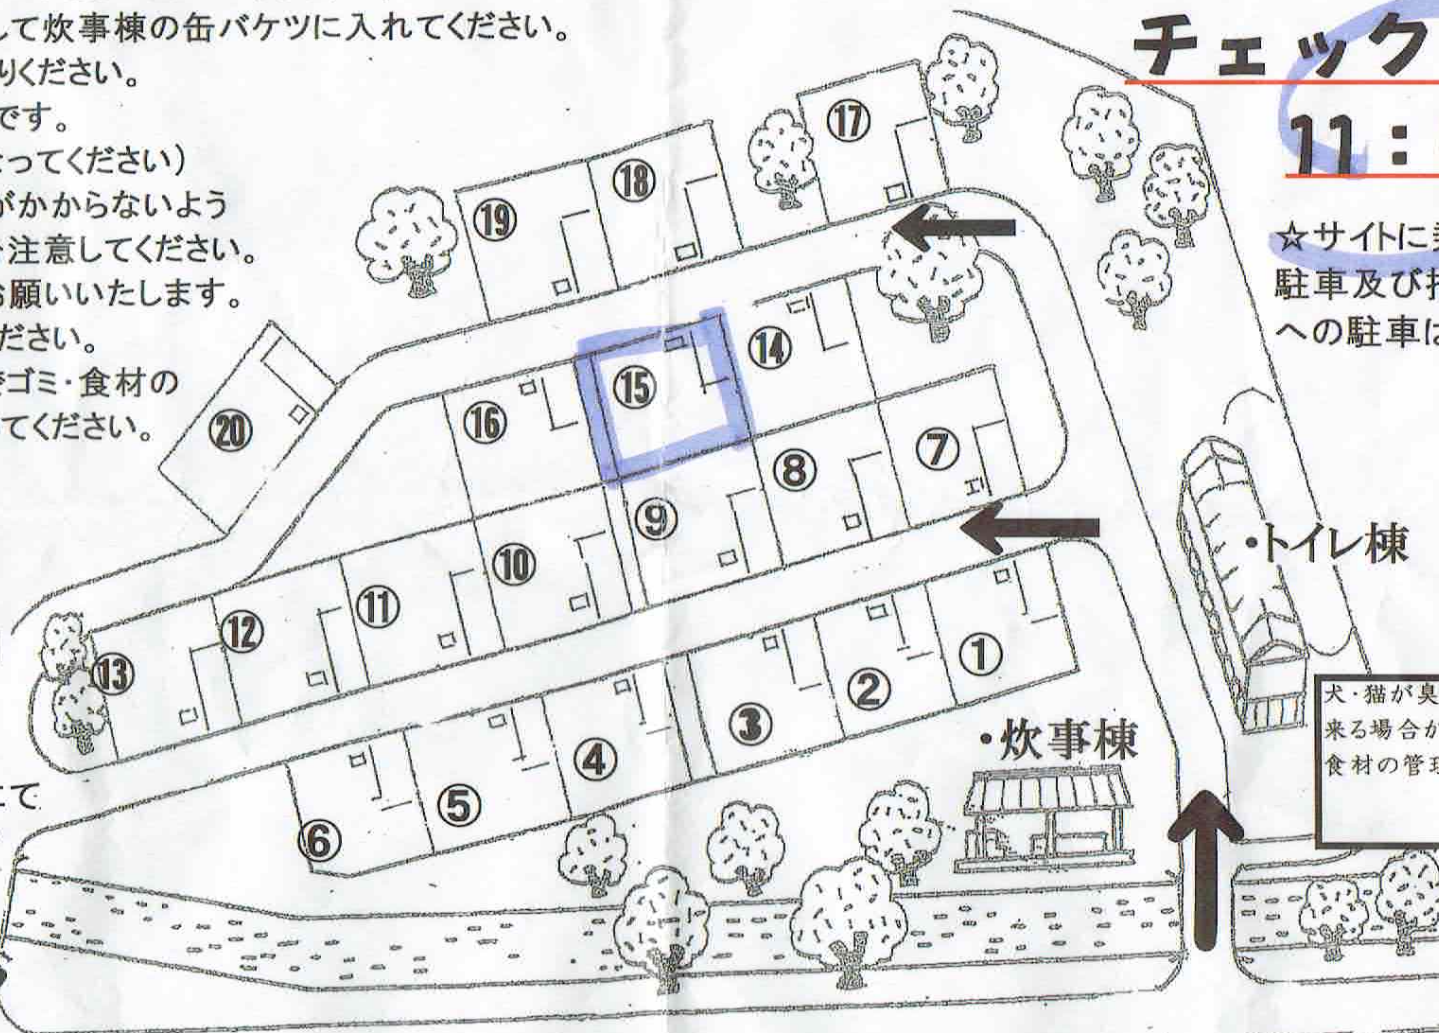 して炊事棟の缶バケツに入れてください。
りください。
です。
なってください)
がかからないよう
注意してください。
お願いいたします。
ださい。
ゴミ・食材の
てください。
チェック
11:
☆サイトに
駐車及び
への駐車は
⑰
⑱
⑲
⑭
⑮
⑯
⑳
⑦
⑧
⑨
⑩
⑪
⑫
⑬
①
②
③
④
⑤
⑥
・トイレ棟
・炊事棟
犬・猫が臭
来る場合が
食材の管理
て